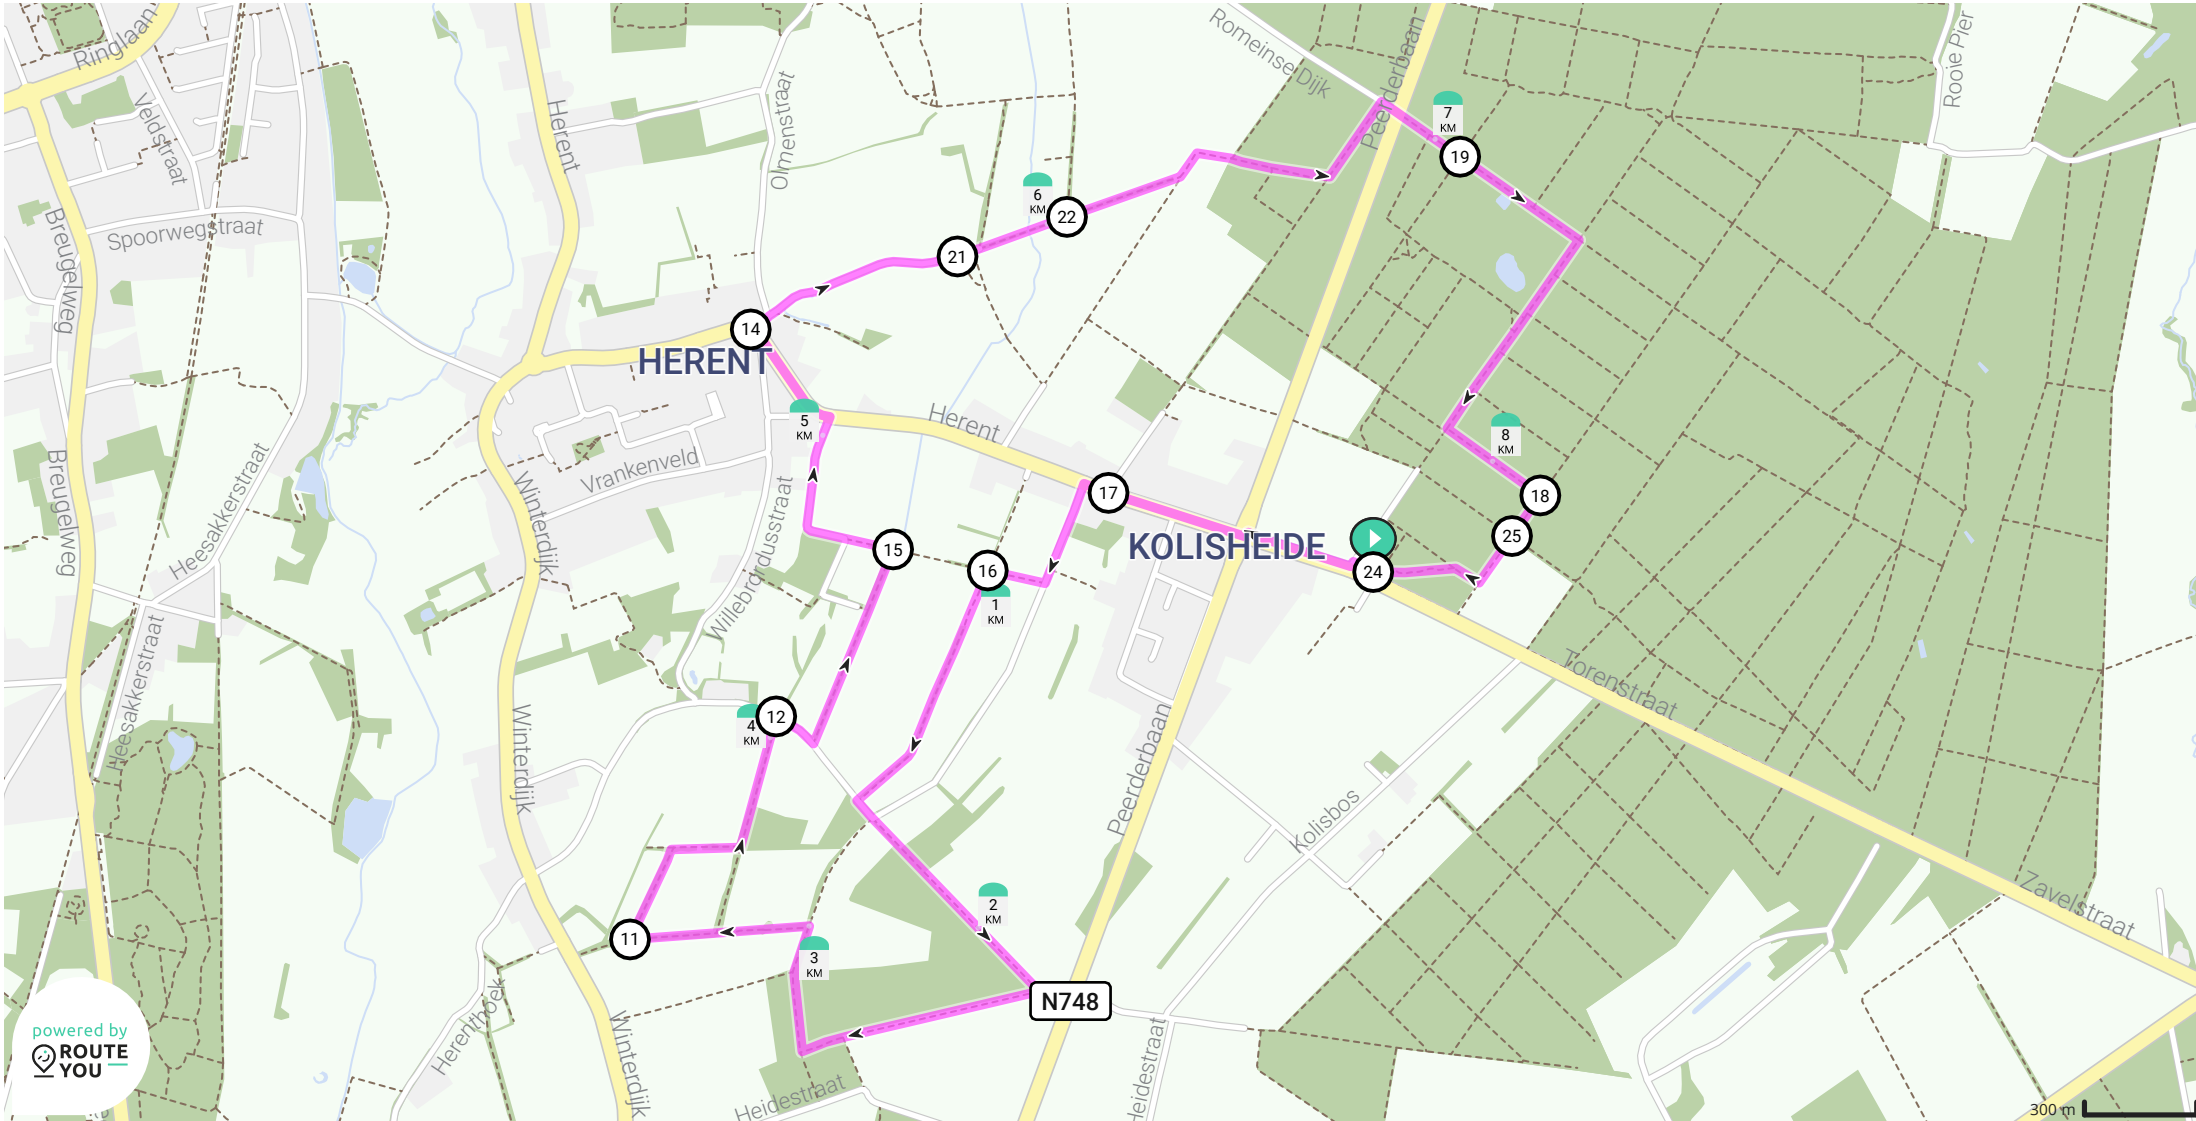 Ringlaan
Veldstraat
Breugelweg
Spoorwegstraat
Herent
Olmenstraat
Romeinse Dijk
Peerderbaan
Rooie Pier
7
KM
19
6
KM
22
21
14
HERENT
5
KM
Herent
17
8
KM
18
25
KOLISHEIDE
24
15
16
1
KM
Breugelweg
Heesakkerstraat
Winterdijk
Vrankenveld
Willebrordusstraat
Heesakkerstraat
Winterdijk
12
4
KM
Torenstraat
Peerderbaan
Kolisbos
Zavelstraat
2
KM
11
3
KM
N748
Herenthoek
Winterdijk
Heidestraat
Heidestraat
powered by
ROUTE
YOU
300 m